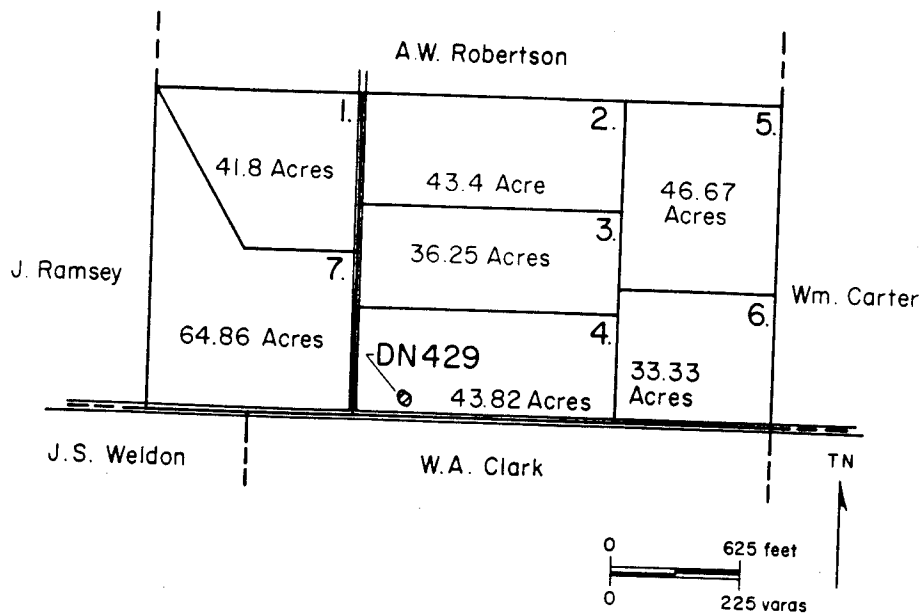 A.W. Robertson
1.
2.
5.
41.8 Acres
43.4 Acre
46.67
Acres
3.
36.25 Acres
J. Ramsey
7.
Wm. Carter
4.
6.
64.86 Acres
DN429
33.33
Acres
43.82 Acres
J.S. Weldon
W.A. Clark
TN
0
625 feet
0
225 varas